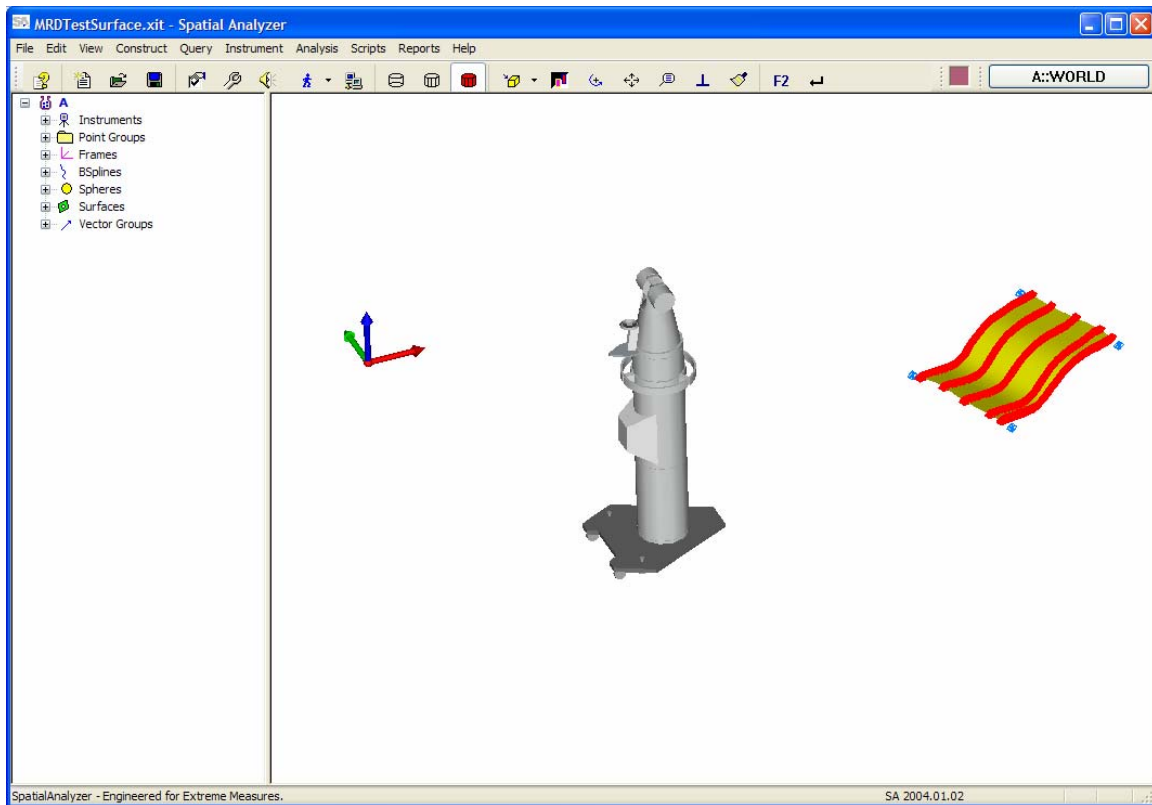 MRDTestSurface.xit - Spatial Analyzer
File Edit View Construct Query Instrument Analysis Scripts Reports Help
F2
A::WORLD
A
Instruments
Point Groups
Frames
BSplines
Spheres
Surfaces
Vector Groups
SpatialAnalyzer - Engineered for Extreme Measures. SA 2004.01.02